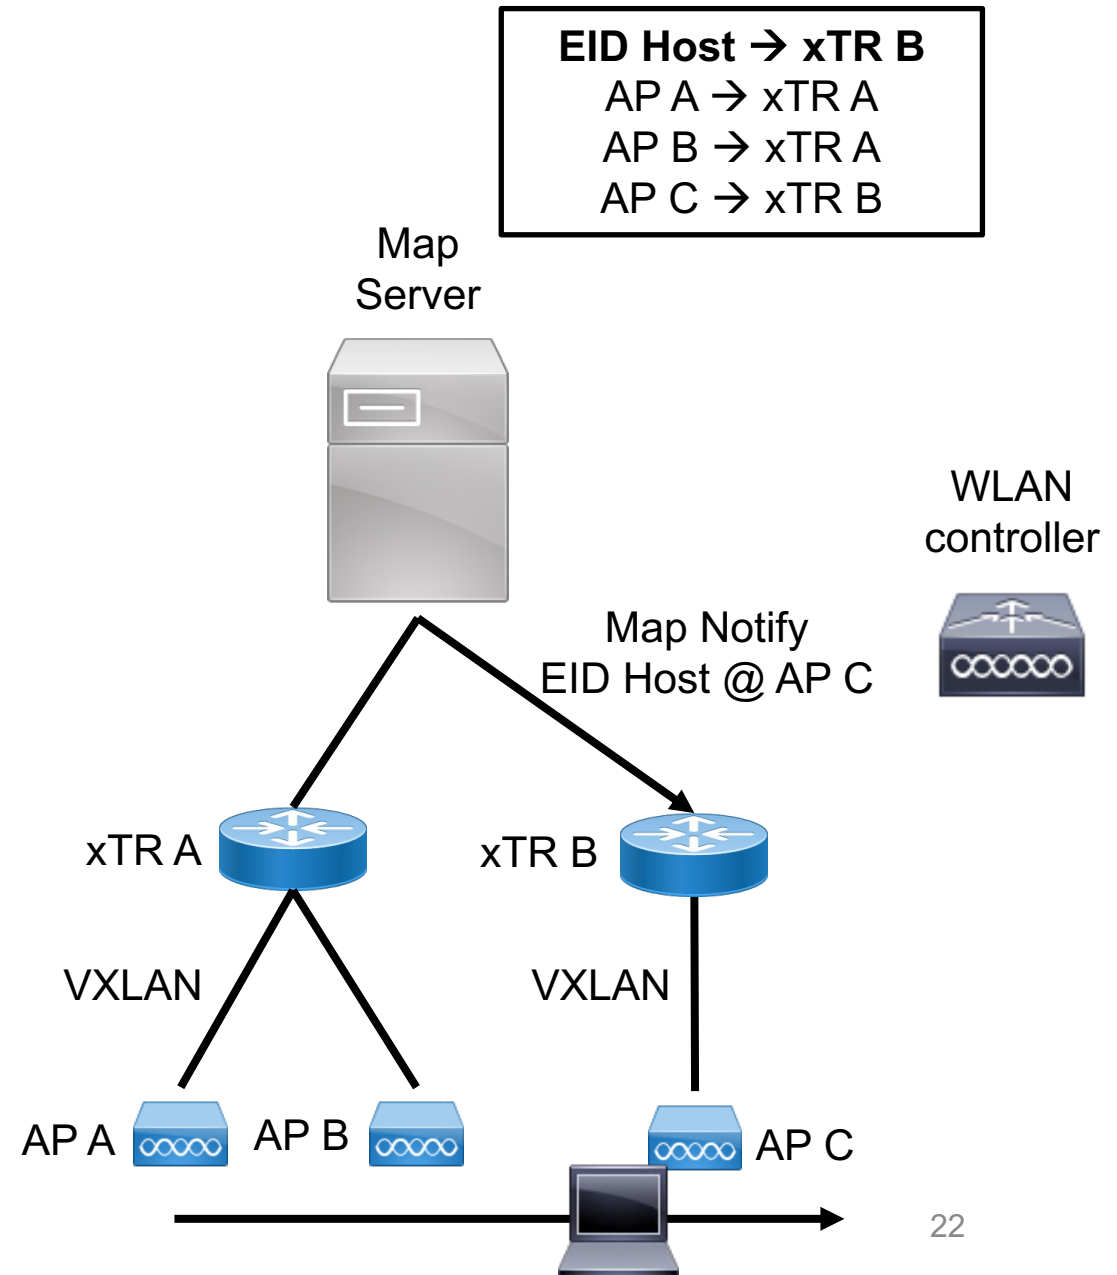 EID Host → xTR B
AP A → xTR A
AP B → xTR A
AP C → xTR B
Map
Server
WLAN
controller
Map Notify
EID Host @ AP C
xTR A
xTR B
VXLAN
VXLAN
AP A
AP B
AP C
22